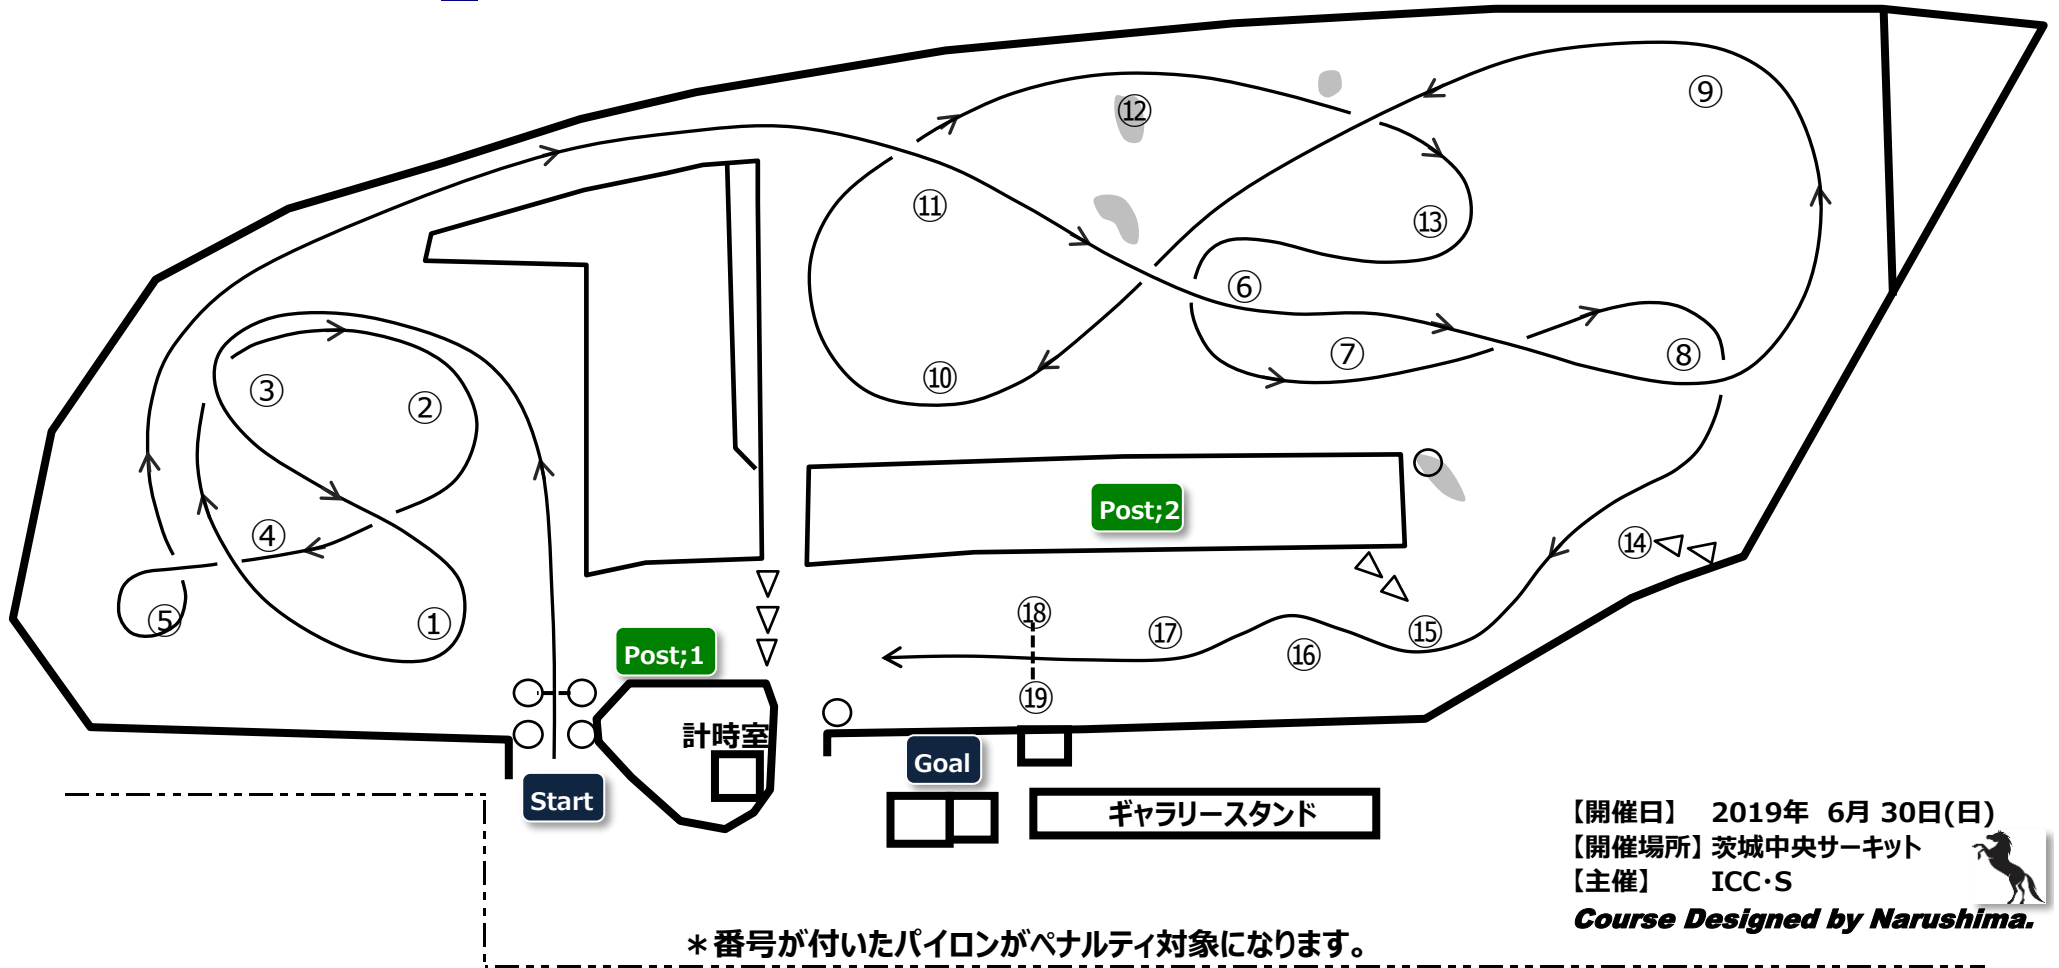 ⑨
⑫
⑪
⑬
⑥
⑦
⑧
③
②
⑩
④
Post;2
⑭
⑤
①
⑱
⑰
⑮
⑯
Post;1
⑲
計時室
Goal
Start
ギャラリースタンド
【開催日】 2019年 6月 30日(日)
【開催場所】 茨城中央サーキット
【主催】 ICC・S
Course Designed by Narushima.
＊番号が付いたパイロンがペナルティ対象になります。